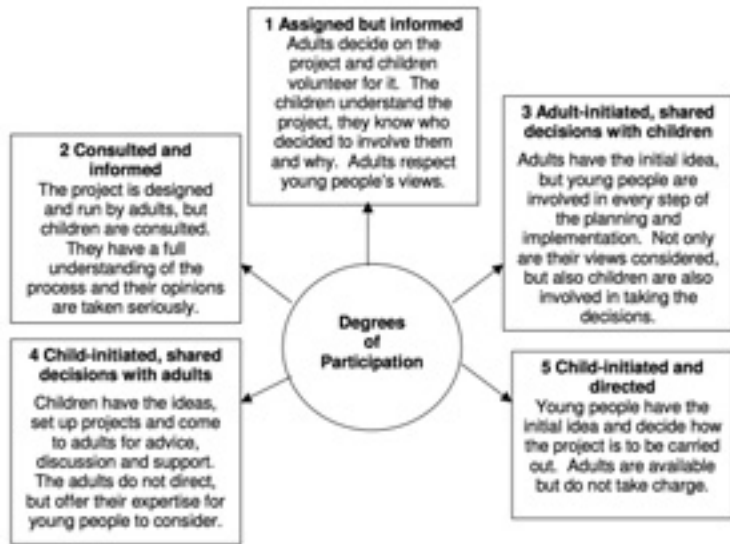 1 Assigned but informed
Adults decide on the
project and children
volunteer for it. The
children understand the
project, they know who
decided to involve them
and why. Adults respect
young people's views.
2 Consulted and
informed
The project is designed
and run by adults, but
children are consulted.
They have a full
understanding of the
process and their opinions
are taken seriously.
3 Adult-initiated, shared
decisions with children
Adults have the initial idea,
but young people are
involved in every step of
the planning and
implementation. Not only
are their views considered,
but also children are also
involved in taking the
decisions.
Degrees
of
Participation
4 Child-initiated, shared
decisions with adults
Children have the ideas,
set up projects and come
to adults for advice,
discussion and support.
The adults do not direct,
but offer their expertise for
young people to consider.
5 Child-initiated and
directed
Young people have the
initial idea and decide how
the project is to be carried
out. Adults are available
but do not take charge.